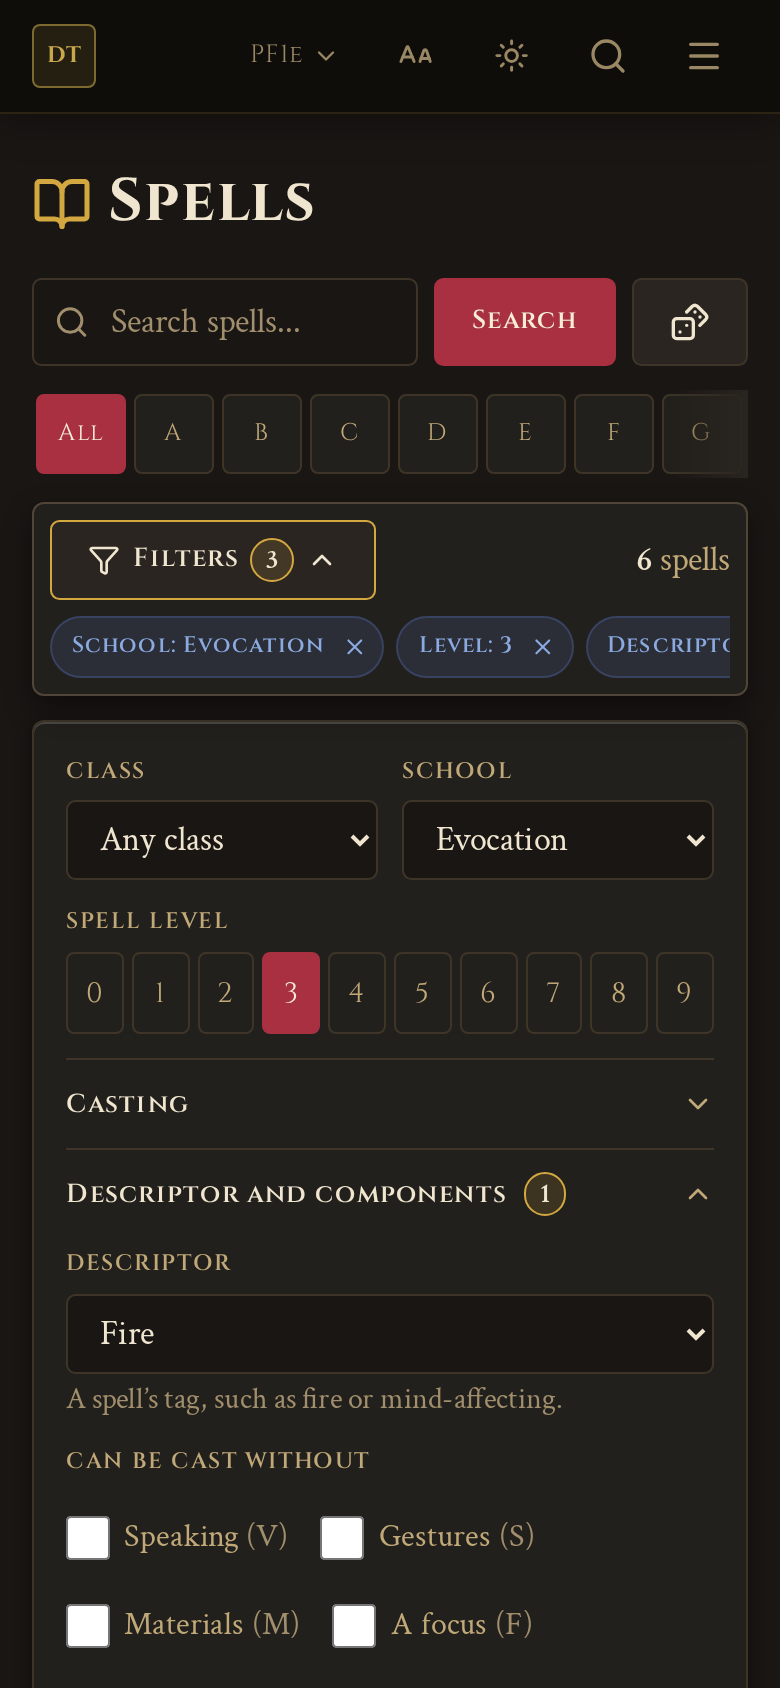 DT PF1E AA
Spells
Search spells... Search
All A B C D E F G
Filters 3 6 spells
School: Evocation Level: 3 Descripto
CLASS SCHOOL
Any class Evocation
SPELL LEVEL
0 1 2 3 4 5 6 7 8 9
Casting
Descriptor and components 1
DESCRIPTOR
Fire
A spell’s tag, such as fire or mind-affecting.
CAN BE CAST WITHOUT
Speaking (V) Gestures (S)
Materials (M) A focus (F)